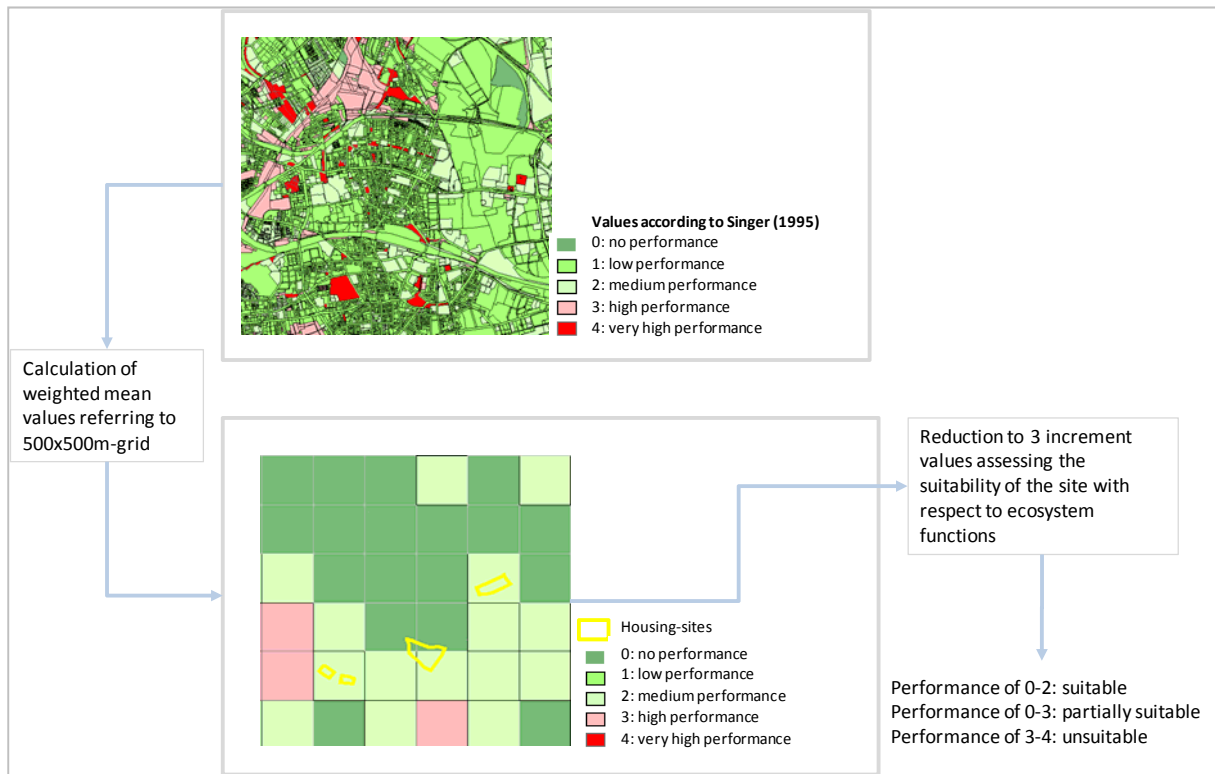 Values according to Singer (1995)
0: no performance
1: low performance
2: medium performance
3: high performance
4: very high performance
Calculation of
weighted mean
values referring to
500x500m-grid
Housing-sites
0: no performance
1: low performance
2: medium performance
3: high performance
4: very high performance
Reduction to 3 increment
values assessing the
suitability of the site with
respect to ecosystem
functions
Performance of 0-2: suitable
Performance of 0-3: partially suitable
Performance of 3-4: unsuitable